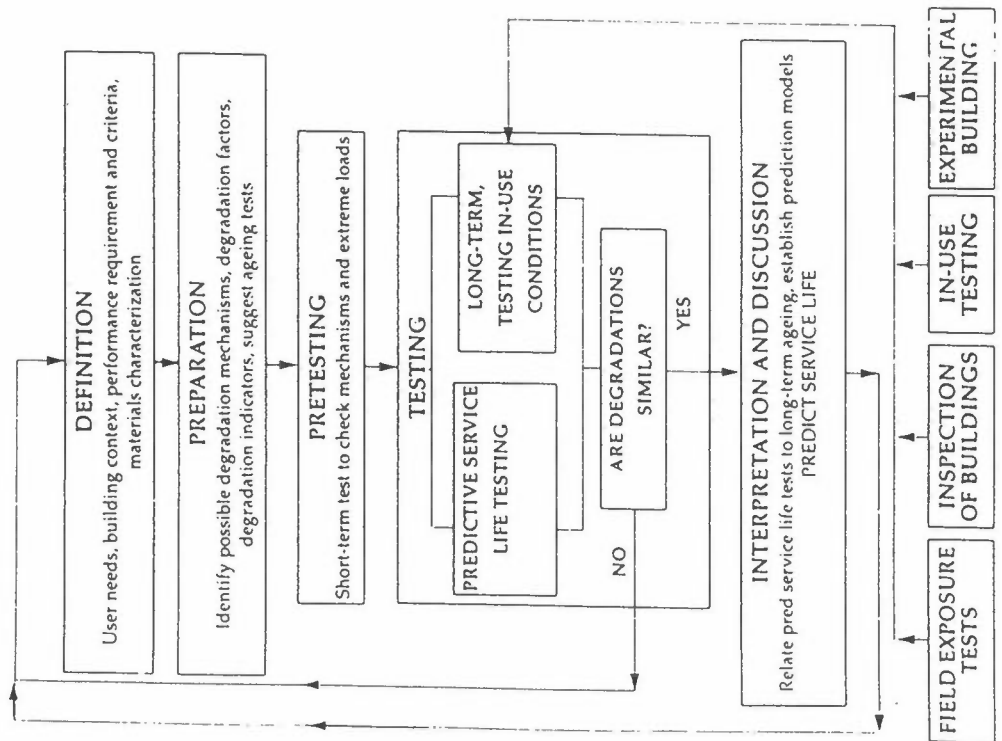 DEFINITION
User needs, building context, performance requirement and criteria,
materials characterization
PREPARATION
Identify possible degradation mechanisms, degradation factors,
degradation indicators, suggest ageing tests
PRETESTING
Short-term test to check mechanisms and extreme loads
TESTING
PREDICTIVE SERVICE
LIFE TESTING
LONG-TERM,
TESTING IN-USE
CONDITIONS
ARE DEGRADATIONS
SIMILAR?
NO
YES
INTERPRETATION AND DISCUSSION
Relate pred service life tests to long-term ageing, establish prediction models
PREDICT SERVICE LIFE
FIELD EXPOSURE
TESTS
INSPECTION
OF BUILDINGS
IN-USE
TESTING
EXPERIMENTAL
BUILDING